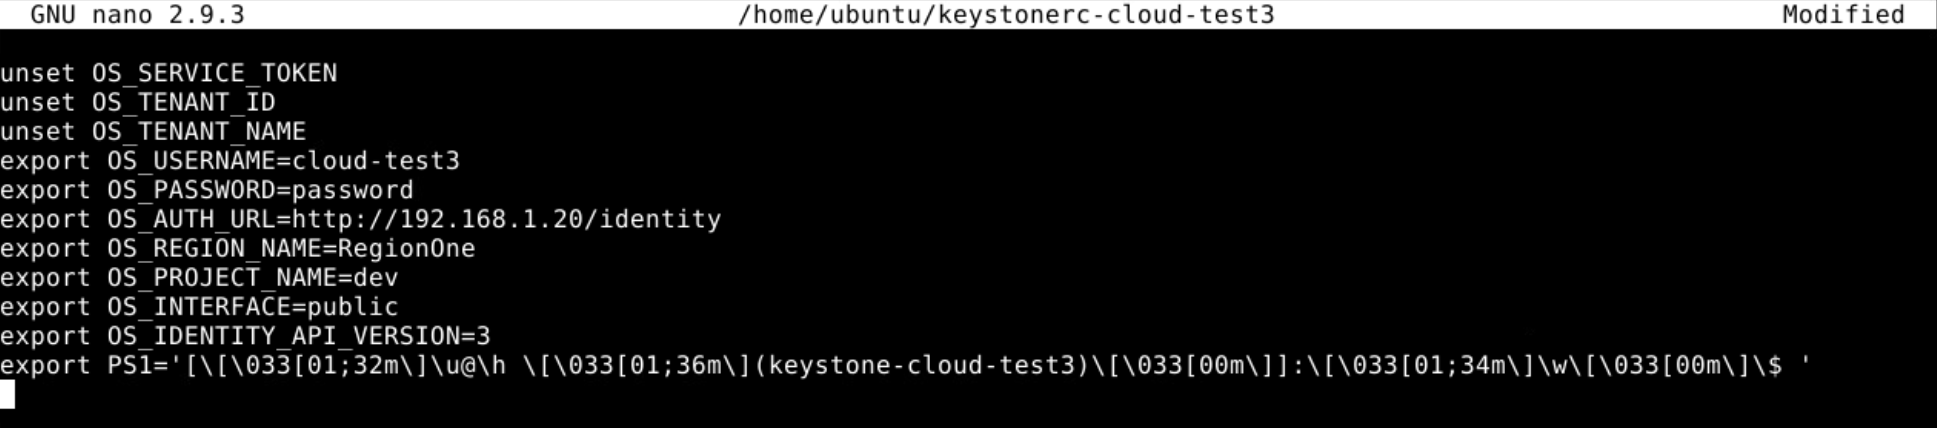 GNU nano 2.9.3 /home/ubuntu/keystonerc-cloud-test3 Modified
unset OS_SERVICE_TOKEN
unset OS_TENANT_ID
unset OS_TENANT_NAME
export OS_USERNAME=cloud-test3
export OS_PASSWORD=password
export OS_AUTH_URL=http://192.168.1.20/identity
export OS_REGION_NAME=RegionOne
export OS_PROJECT_NAME=dev
export OS_INTERFACE=public
export OS_IDENTITY_API_VERSION=3
export PS1='[\[\033[01;32m\]\u@\h \[\033[01;36m\](keystone-cloud-test3)\[\033[00m\]]:\[\033[01;34m\]\w\[\033[00m\]\$ '